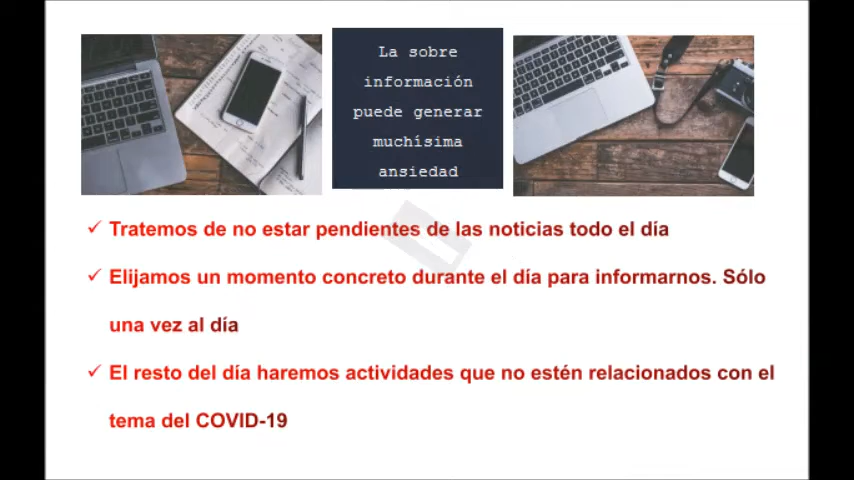 La sobre
información
puede generar
muchísima
ansiedad
Tratemos de no estar pendientes de las noticias todo el día
Elijamos un momento concreto durante el día para informarnos. Sólo
una vez al día
El resto del día haremos actividades que no estén relacionados con el
tema del COVID-19